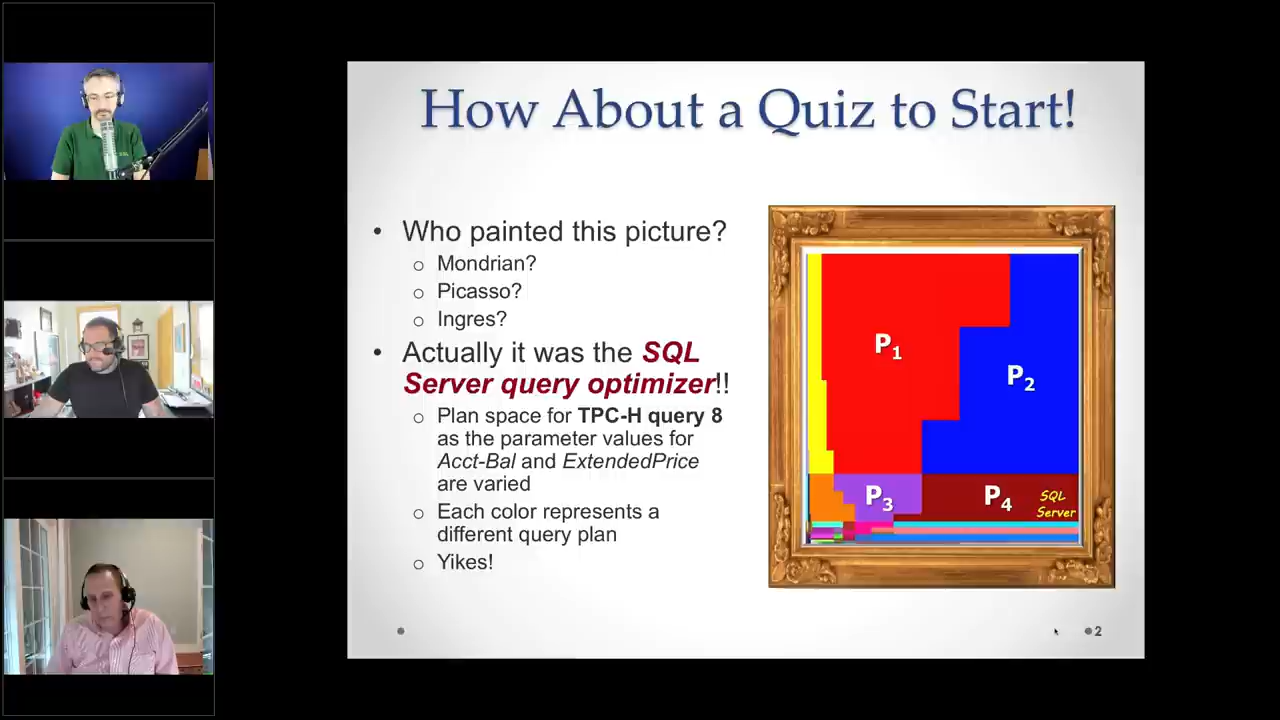 How About a Quiz to Start!
• Who painted this picture?
o Mondrian?
o Picasso?
o Ingres?
• Actually it was the SQL
Server query optimizer!!
o Plan space for TPC-H query 8
as the parameter values for
Acct-Bal and ExtendedPrice
are varied
o Each color represents a
different query plan
o Yikes!
P1
P2
P3
P4
SQL
Server
2